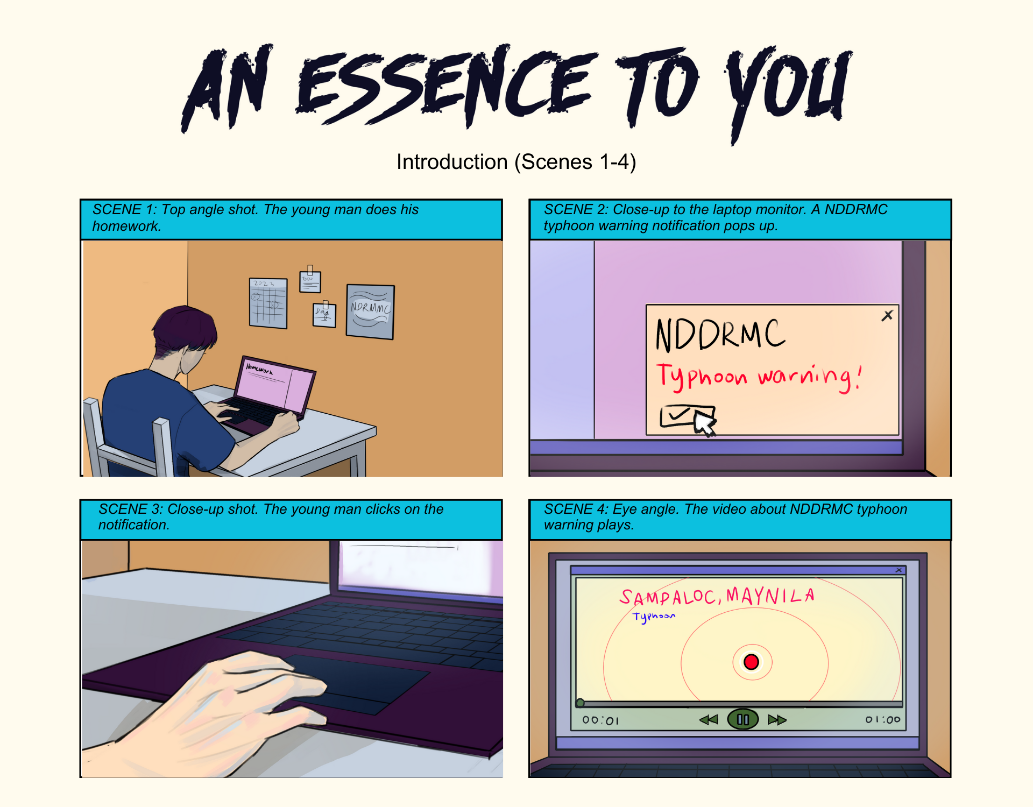 AN ESSENCE TO YOU
Introduction (Scenes 1-4)
SCENE 1: Top angle shot. The young man does his
homework.
NDRMMC
HOMEWORK
SCENE 2: Close-up to the laptop monitor. A NDDRMC
typhoon warning notification pops up.
NDDRMC
Typhoon warning!
SCENE 3: Close-up shot. The young man clicks on the
notification.
SCENE 4: Eye angle. The video about NDDRMC typhoon
warning plays.
SAMPALOC, MAYNILA
Typhoon
00:01
01:00